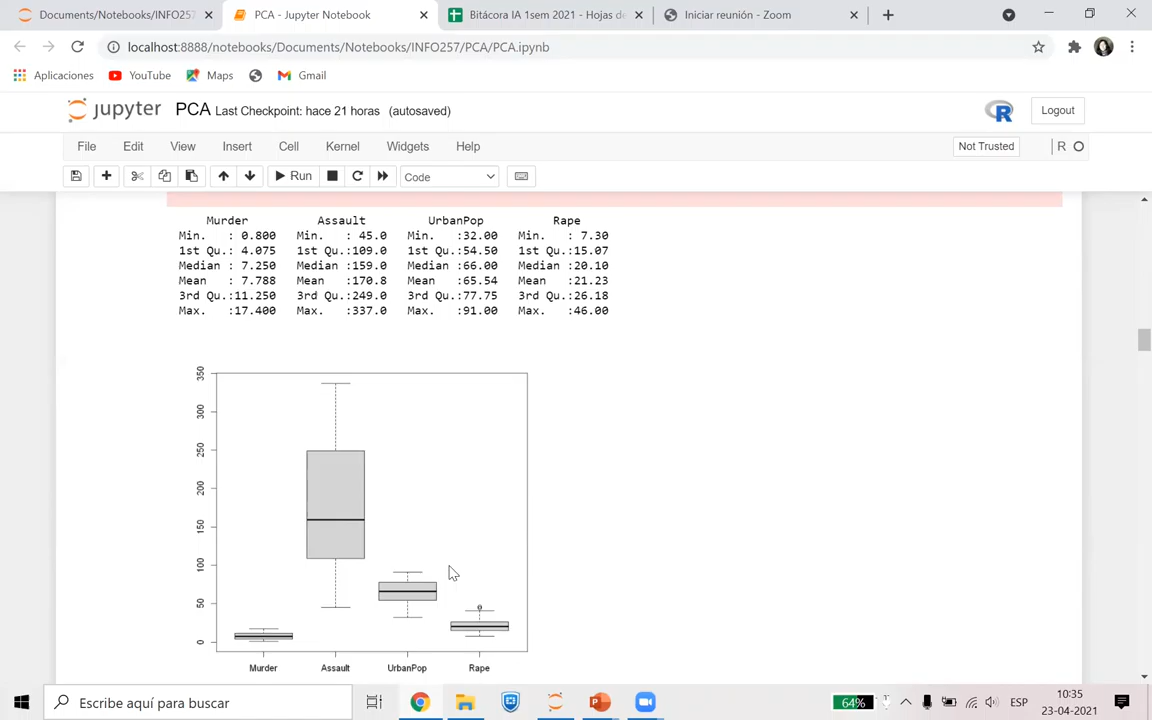 Documents/Notebooks/INFO257
PCA - Jupyter Notebook
Bitácora IA 1sem 2021 - Hojas de
Iniciar reunión - Zoom
localhost:8888/notebooks/Documents/Notebooks/INFO257/PCA/PCA.ipynb
Aplicaciones YouTube Maps Gmail
jupyter PCA Last Checkpoint: hace 21 horas (autosaved) R Logout
File Edit View Insert Cell Kernel Widgets Help Not Trusted R
Run Code
Murder Assault UrbanPop Rape
Min. : 0.800 Min. : 45.0 Min. :32.00 Min. : 7.30
1st Qu.: 4.075 1st Qu.:109.0 1st Qu.:54.50 1st Qu.:15.07
Median : 7.250 Median :159.0 Median :66.00 Median :20.10
Mean : 7.788 Mean :170.8 Mean :65.54 Mean :21.23
3rd Qu.:11.250 3rd Qu.:249.0 3rd Qu.:77.75 3rd Qu.:26.18
Max. :17.400 Max. :337.0 Max. :91.00 Max. :46.00
350
300
250
200
150
100
50
0
Murder Assault UrbanPop Rape
Escribe aquí para buscar
64%
ESP
10:35
23-04-2021